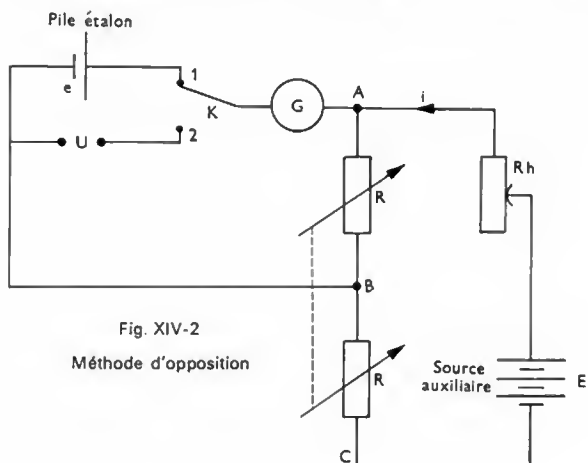 Pile étalon
e
1
K
G
A
i
2
U
Rh
R
B
Fig. XIV-2
Méthode d'opposition
R
Source
auxiliaire
E
C